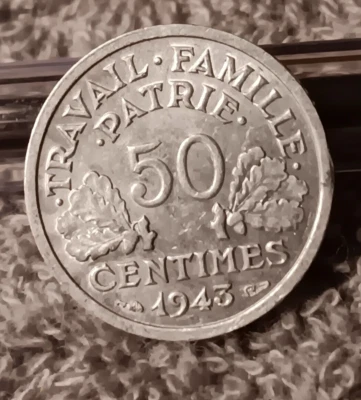 ·TRAVAIL·FAMILLE·
·PATRIE·
50
CENTIMES
1943